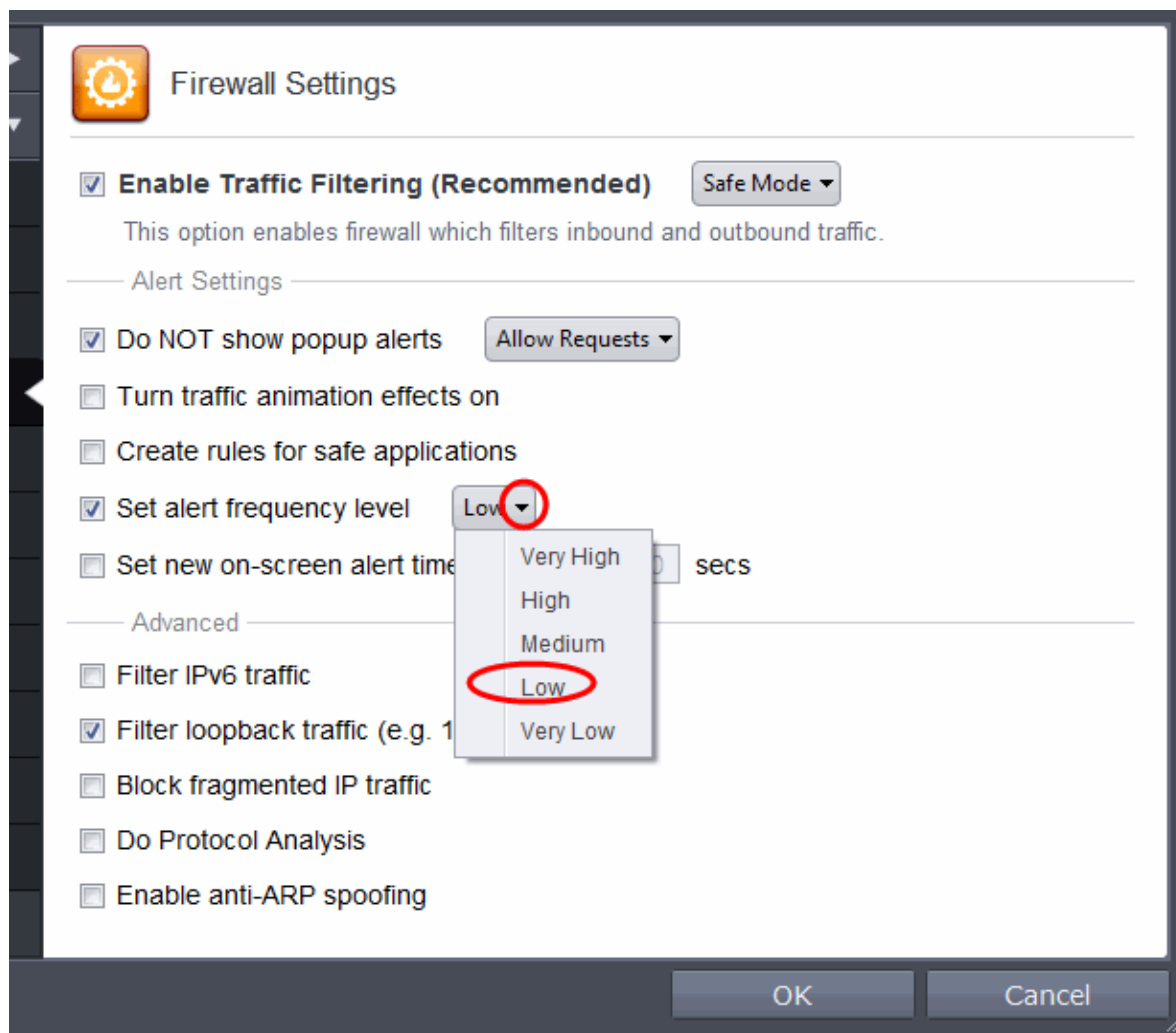 Firewall Settings
Enable Traffic Filtering (Recommended) Safe Mode
This option enables firewall which filters inbound and outbound traffic.
Alert Settings
Do NOT show popup alerts Allow Requests
Turn traffic animation effects on
Create rules for safe applications
Set alert frequency level Low
Set new on-screen alert time secs
Very High
High
Medium
Low
Very Low
Advanced
Filter IPv6 traffic
Filter loopback traffic (e.g. 1
Block fragmented IP traffic
Do Protocol Analysis
Enable anti-ARP spoofing
OK Cancel